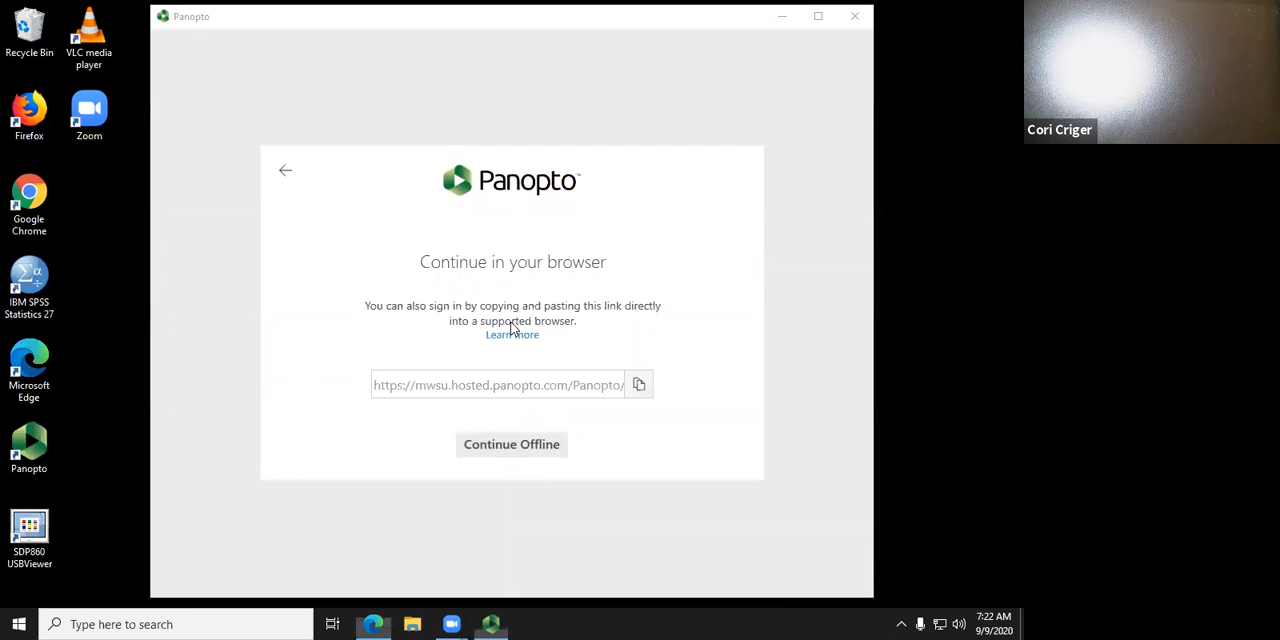 Recycle Bin
VLC media
player
Firefox
Zoom
Google
Chrome
IBM SPSS
Statistics 27
Microsoft
Edge
Panopto
SDP860
USBViewer
Panopto
Panopto™
Continue in your browser
You can also sign in by copying and pasting this link directly
into a supported browser.
Learn more
https://mwsu.hosted.panopto.com/Panopto/
Continue Offline
Cori Criger
Type here to search
7:22 AM
9/9/2020